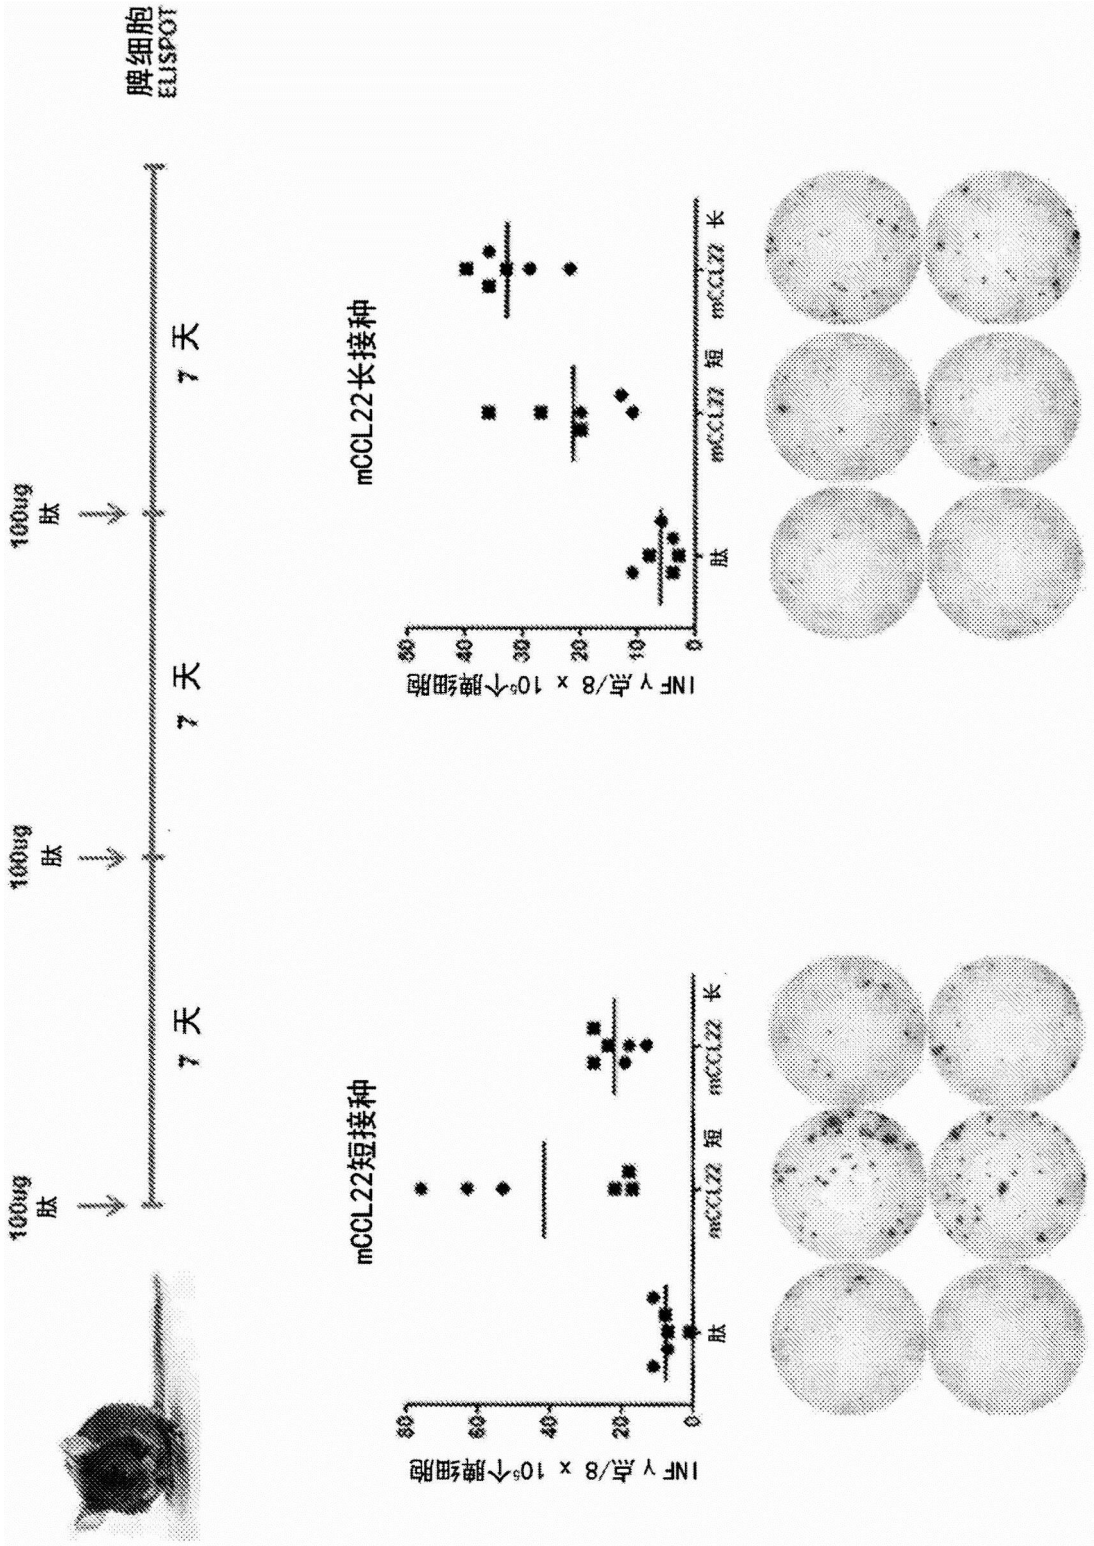 100ug
肽
100ug
肽
100ug
肽
7 天
7 天
7 天
脾细胞
ELISPOT
mCCL22短接种
INF γ 点/8 x 10⁵个脾细胞
80
60
40
20
0
肽
mCCL22 短
mCCL22 长
mCCL22长接种
INF γ 点/8 x 10⁵个脾细胞
50
40
30
20
10
0
肽
mCCL22 短
mCCL22 长